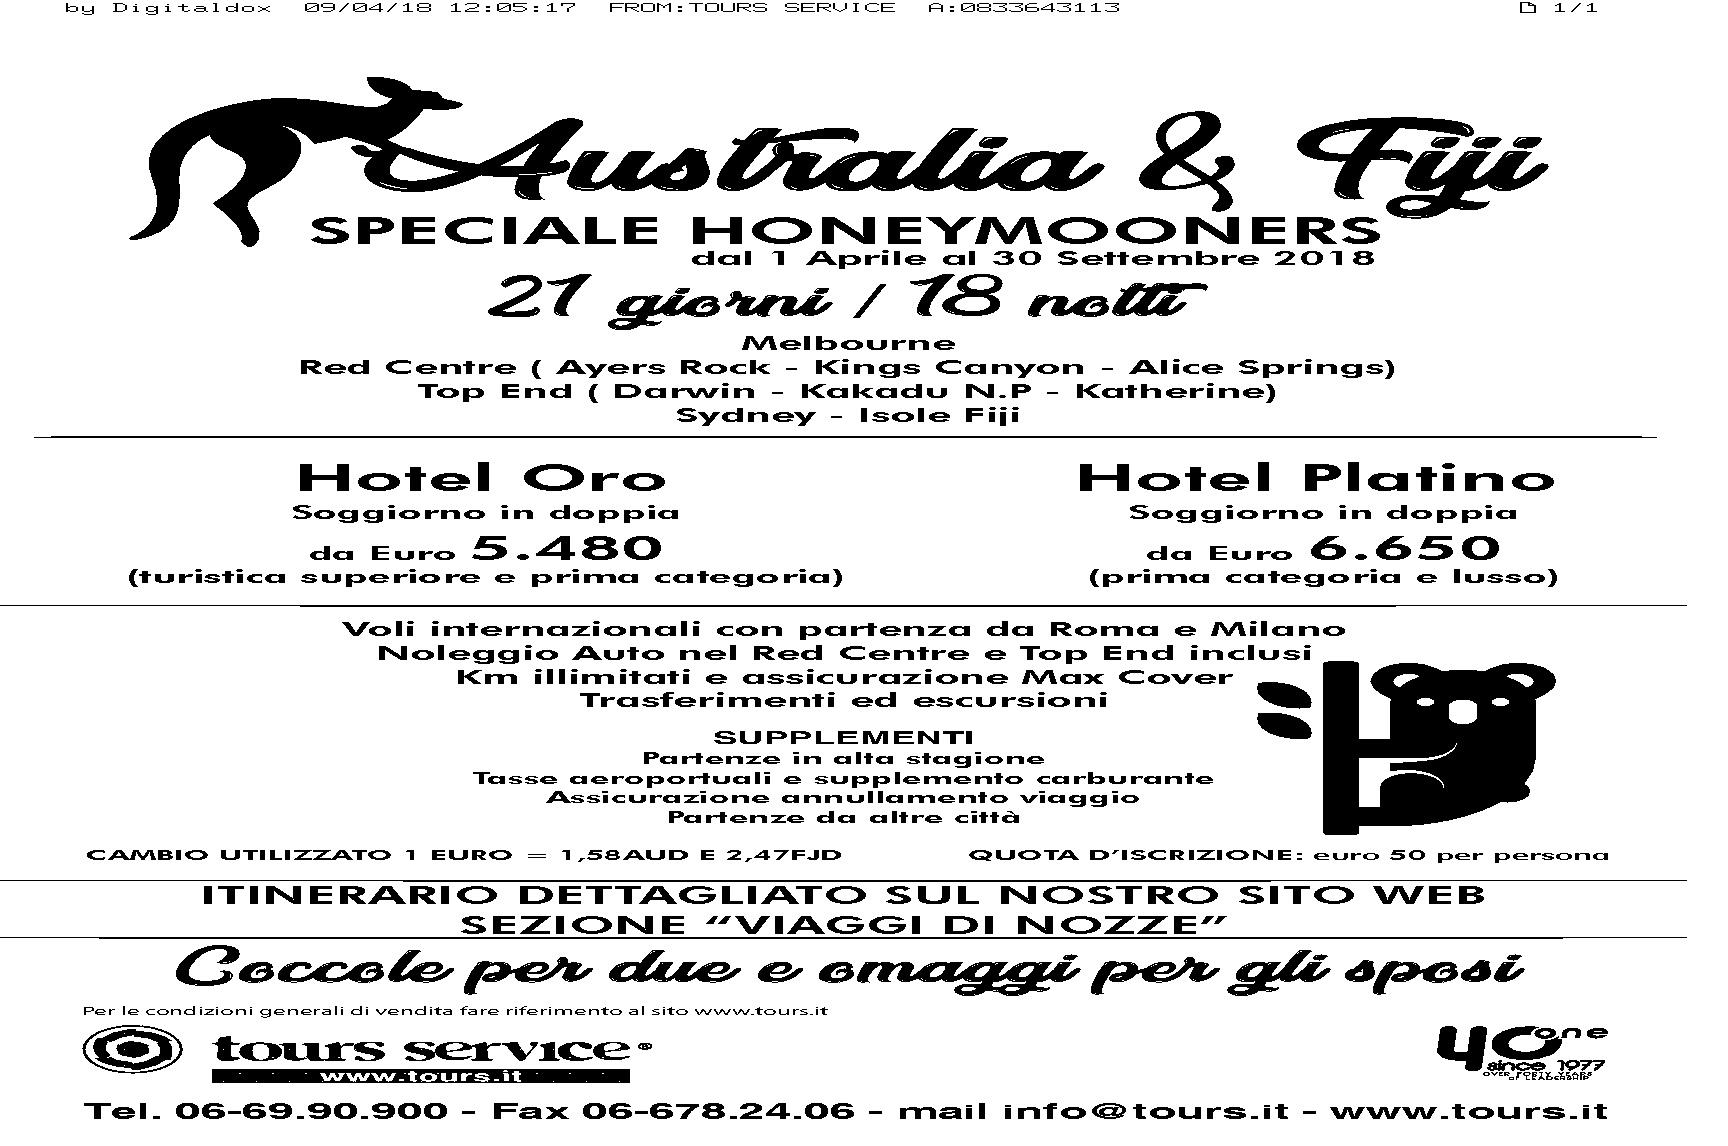 by Digitaldox 09/04/18 12:05:17 FROM:TOURS SERVICE A:0833643113 1/1
Australia & Fiji
SPECIALE HONEYMOONERS
dal 1 Aprile al 30 Settembre 2018
21 giorni / 18 notti
Melbourne
Red Centre ( Ayers Rock - Kings Canyon - Alice Springs)
Top End ( Darwin - Kakadu N.P - Katherine)
Sydney - Isole Fiji
Hotel Oro
Soggiorno in doppia
da Euro 5.480
(turistica superiore e prima categoria)
Hotel Platino
Soggiorno in doppia
da Euro 6.650
(prima categoria e lusso)
Voli internazionali con partenza da Roma e Milano
Noleggio Auto nel Red Centre e Top End inclusi
Km illimitati e assicurazione Max Cover
Trasferimenti ed escursioni
SUPPLEMENTI
Partenze in alta stagione
Tasse aeroportuali e supplemento carburante
Assicurazione annullamento viaggio
Partenze da altre città
CAMBIO UTILIZZATO 1 EURO = 1,58AUD E 2,47FJD
QUOTA D'ISCRIZIONE: euro 50 per persona
ITINERARIO DETTAGLIATO SUL NOSTRO SITO WEB
SEZIONE “VIAGGI DI NOZZE”
Coccole per due e omaggi per gli sposi
Per le condizioni generali di vendita fare riferimento al sito www.tours.it
tours service®
www.tours.it
40one
since 1977
OVER FORTY YEARS
OF LEADERSHIP
Tel. 06-69.90.900 - Fax 06-678.24.06 - mail info@tours.it - www.tours.it